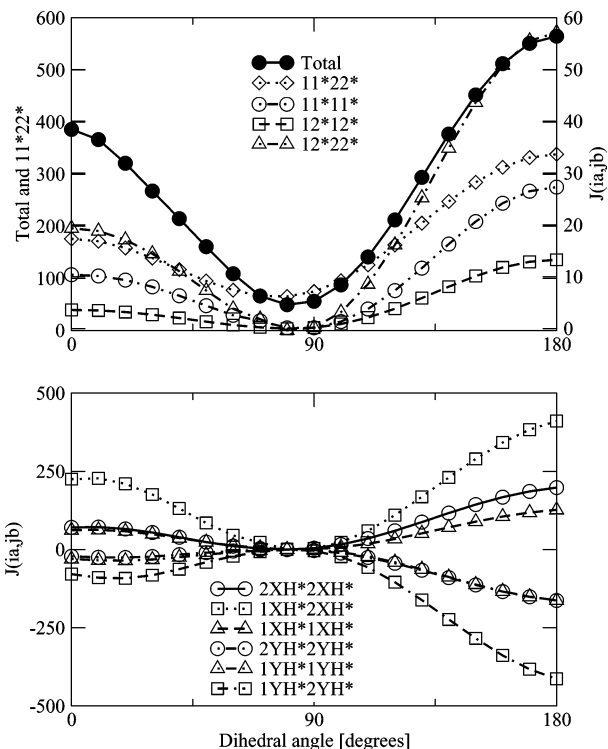 600
500
400
300
200
100
0
Total and 11*22*
60
50
40
30
20
10
0
J(ia,jb)
Total
11*22*
11*11*
12*12*
12*22*
0
90
180
500
250
0
-250
-500
J(ia,jb)
2XH*2XH*
1XH*2XH*
1XH*1XH*
2YH*2YH*
1YH*1YH*
1YH*2YH*
0
90
180
Dihedral angle [degrees]